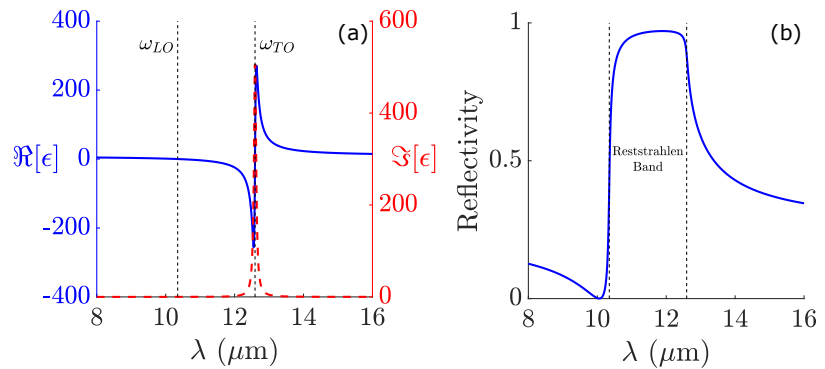 400
200
0
-200
-400
ℜ[ϵ]
ω_LO
ω_TO
(a)
600
400
200
0
ℑ[ϵ]
8
10
12
14
16
λ (μm)
1
0.5
0
Reflectivity
(b)
Reststrahlen
Band
8
10
12
14
16
λ (μm)